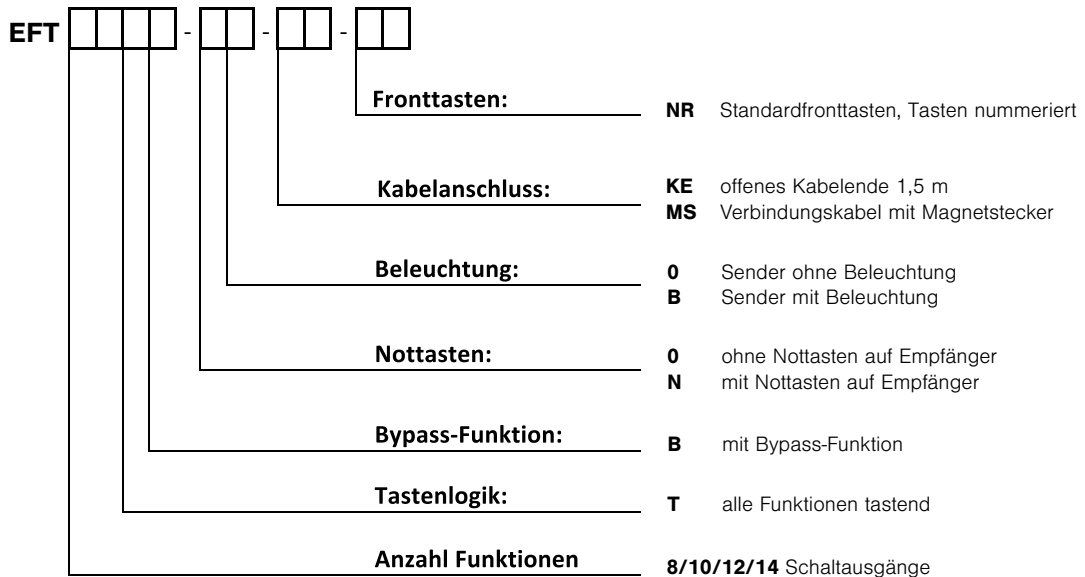 EFT - - -
Fronttasten: NR Standardfronttasten, Tasten nummeriert
Kabelanschluss: KE offenes Kabelende 1,5 m
MS Verbindungskabel mit Magnetstecker
Beleuchtung: 0 Sender ohne Beleuchtung
B Sender mit Beleuchtung
Nottasten: 0 ohne Nottasten auf Empfänger
N mit Nottasten auf Empfänger
Bypass-Funktion: B mit Bypass-Funktion
Tastenlogik: T alle Funktionen tastend
Anzahl Funktionen 8/10/12/14 Schaltausgänge